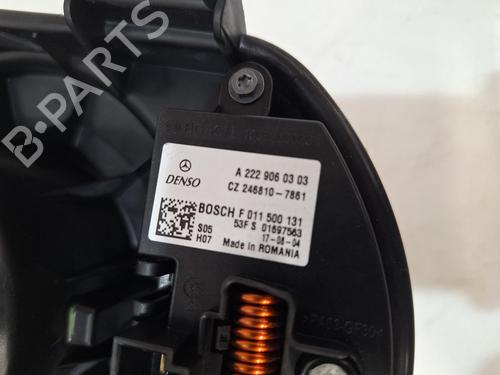 B-PARTS
A 222 906 03 03
CZ 246810-7861
DENSO
BOSCH F 011 500 131
53F S 01697563
S05
17-08-04
H07
Made in ROMANIA